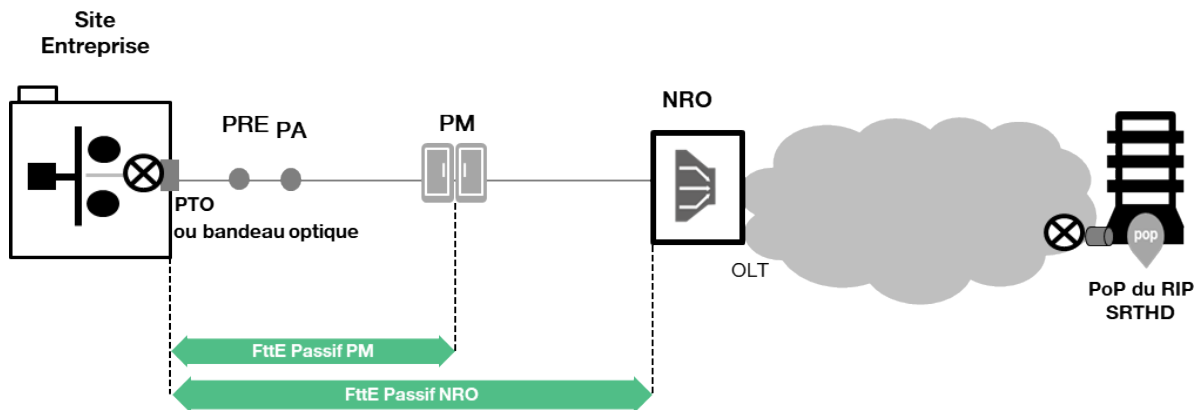 Site
Entreprise
PRE PA
PM
NRO
PTO
ou bandeau optique
OLT
pop
PoP du RIP
SRTHD
FttE Passif PM
FttE Passif NRO